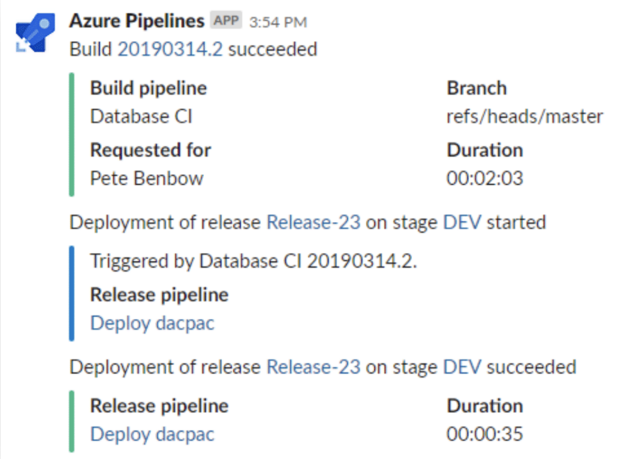 Azure Pipelines APP 3:54 PM
Build 20190314.2 succeeded
Build pipeline Branch
Database CI refs/heads/master
Requested for Duration
Pete Benbow 00:02:03
Deployment of release Release-23 on stage DEV started
Triggered by Database CI 20190314.2.
Release pipeline
Deploy dacpac
Deployment of release Release-23 on stage DEV succeeded
Release pipeline Duration
Deploy dacpac 00:00:35